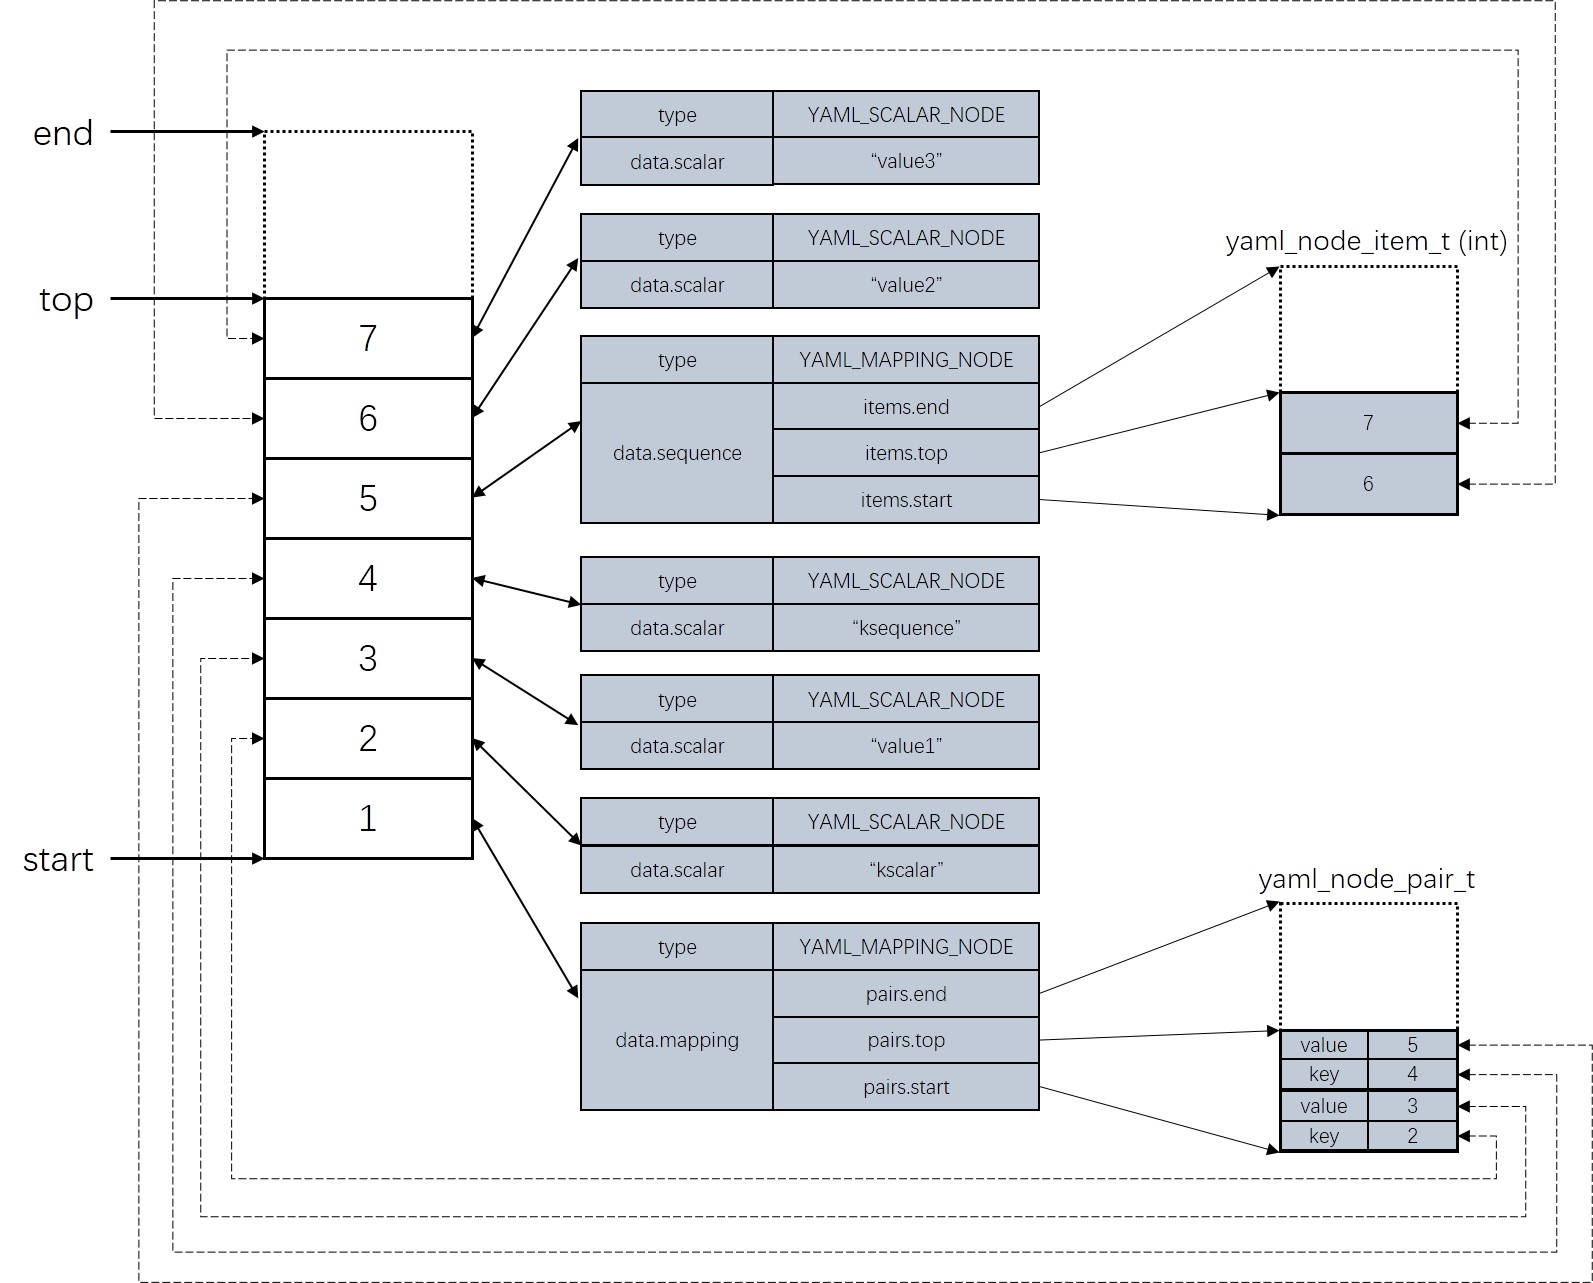 end
top
start
7
6
5
4
3
2
1
type YAML_SCALAR_NODE
data.scalar “value3”
type YAML_SCALAR_NODE
data.scalar “value2”
type YAML_MAPPING_NODE
data.sequence
items.end
items.top
items.start
type YAML_SCALAR_NODE
data.scalar “ksequence”
type YAML_SCALAR_NODE
data.scalar “value1”
type YAML_SCALAR_NODE
data.scalar “kscalar”
type YAML_MAPPING_NODE
data.mapping
pairs.end
pairs.top
pairs.start
yaml_node_item_t (int)
7
6
yaml_node_pair_t
value 5
key 4
value 3
key 2